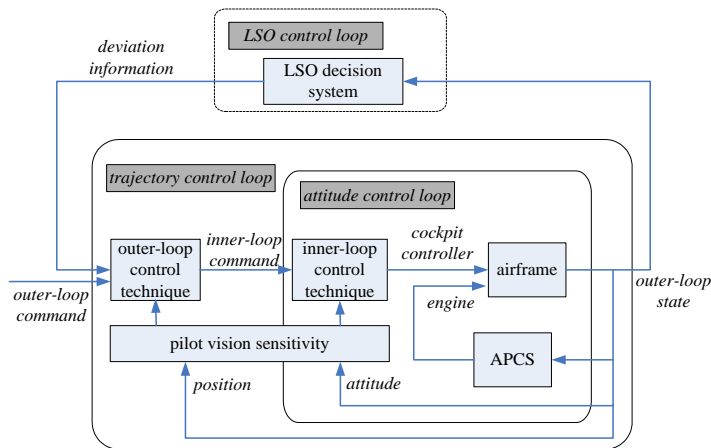 LSO control loop
deviation
information
LSO decision
system
trajectory control loop
attitude control loop
outer-loop
control
technique
inner-loop
command
inner-loop
control
technique
cockpit
controller
airframe
outer-loop
command
engine
outer-loop
state
pilot vision sensitivity
APCS
position
attitude